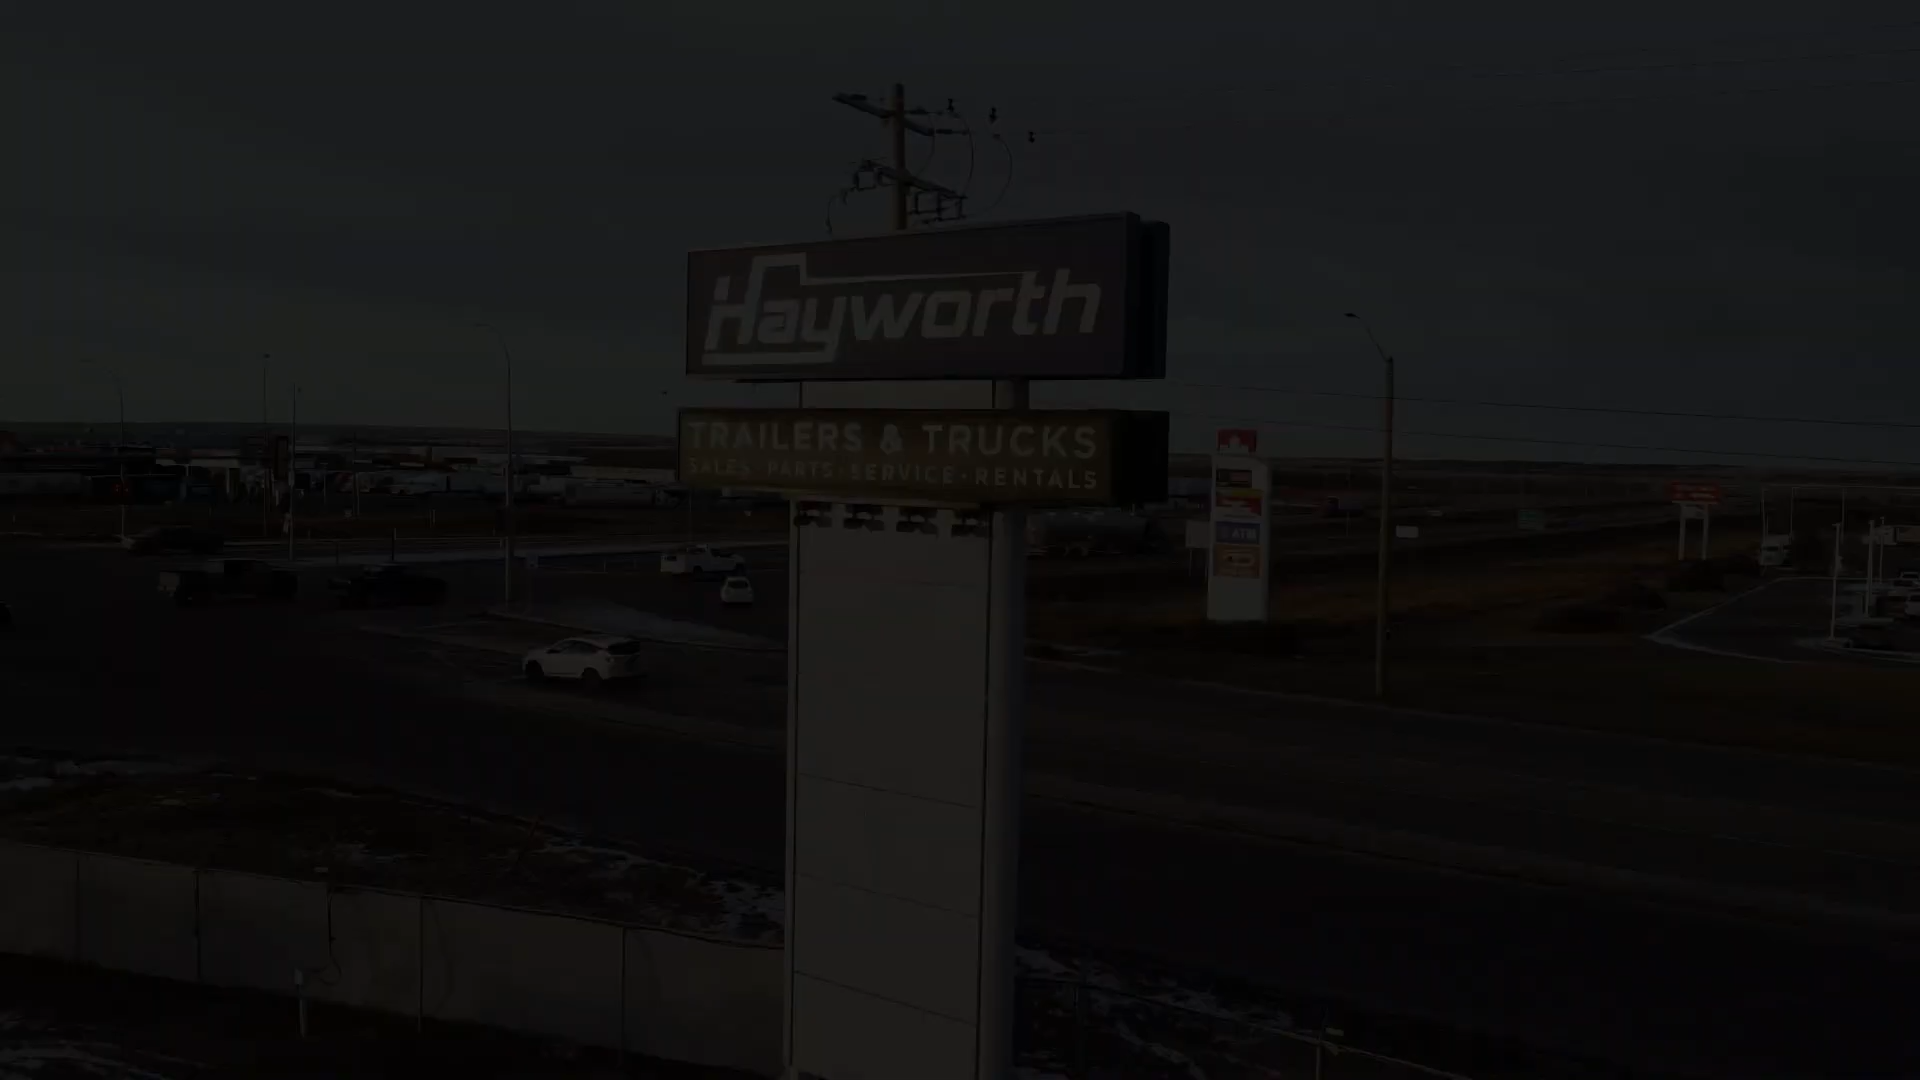 Hayworth
TRAILERS & TRUCKS
SALES · PARTS · SERVICE · RENTALS
ATM